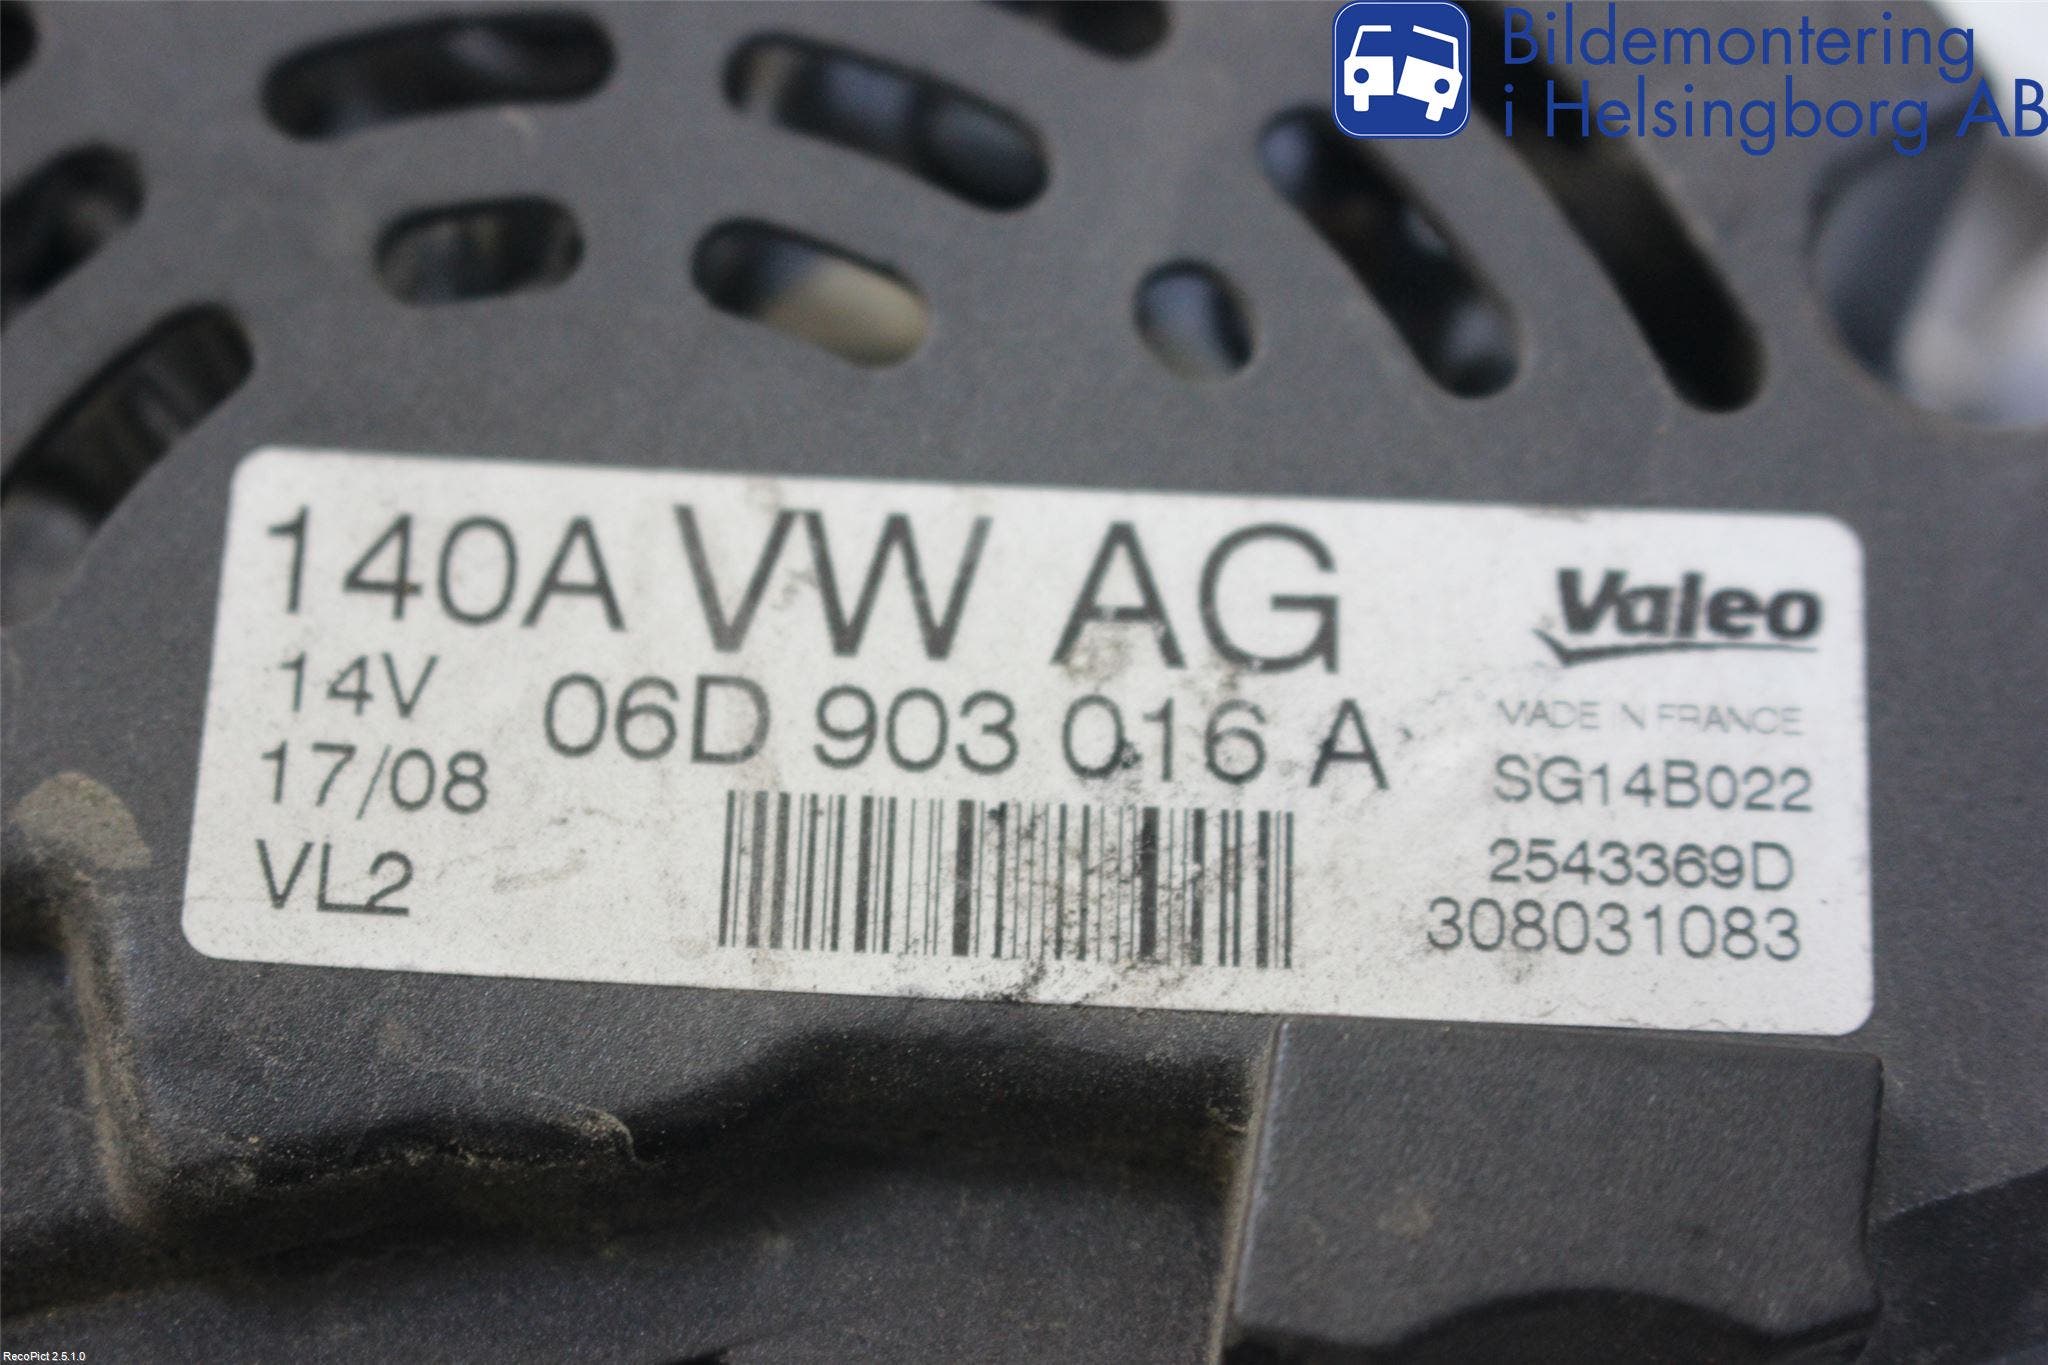 Bildemontering
i Helsingborg AB
140A VW AG
Valeo
14V
06D 903 016 A
MADE IN FRANCE
17/08
SG14B022
VL2
2543369D
308031083
RecoPict 2.5.1.0